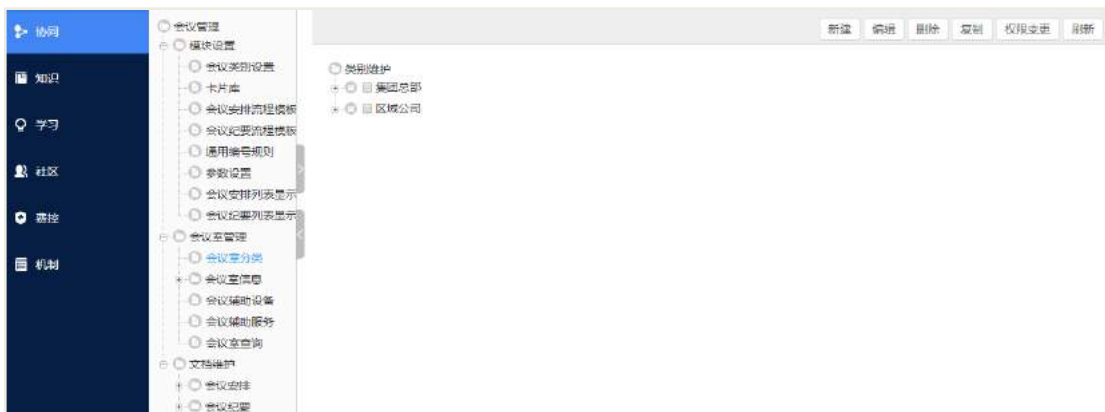 协同
知识
学习
社区
费控
机制
会议管理
模块设置
会议类别设置
卡片库
会议安排流程模板
会议纪要流程模板
通用编号规则
参数设置
会议安排列表显示
会议纪要列表显示
会议室管理
会议室分类
会议室信息
会议辅助设备
会议辅助服务
会议室查询
文档维护
会议安排
会议纪要
新建 编辑 删除 复制 权限变更 刷新
类别维护
集团总部
区域公司